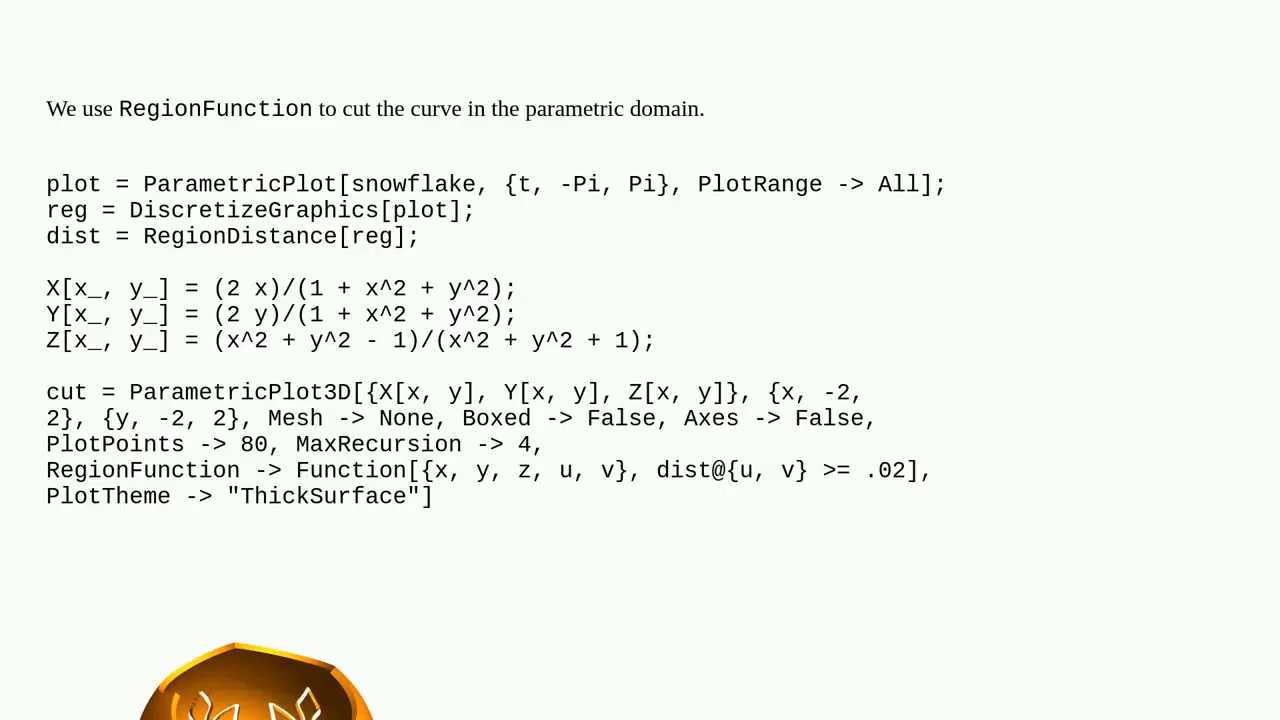 We use RegionFunction to cut the curve in the parametric domain.
plot = ParametricPlot[snowflake, {t, -Pi, Pi}, PlotRange -> All];
reg = DiscretizeGraphics[plot];
dist = RegionDistance[reg];
X[x_, y_] = (2 x)/(1 + x^2 + y^2);
Y[x_, y_] = (2 y)/(1 + x^2 + y^2);
Z[x_, y_] = (x^2 + y^2 - 1)/(x^2 + y^2 + 1);
cut = ParametricPlot3D[{X[x, y], Y[x, y], Z[x, y]}, {x, -2,
2}, {y, -2, 2}, Mesh -> None, Boxed -> False, Axes -> False,
PlotPoints -> 80, MaxRecursion -> 4,
RegionFunction -> Function[{x, y, z, u, v}, dist@{u, v} >= .02],
PlotTheme -> "ThickSurface"]